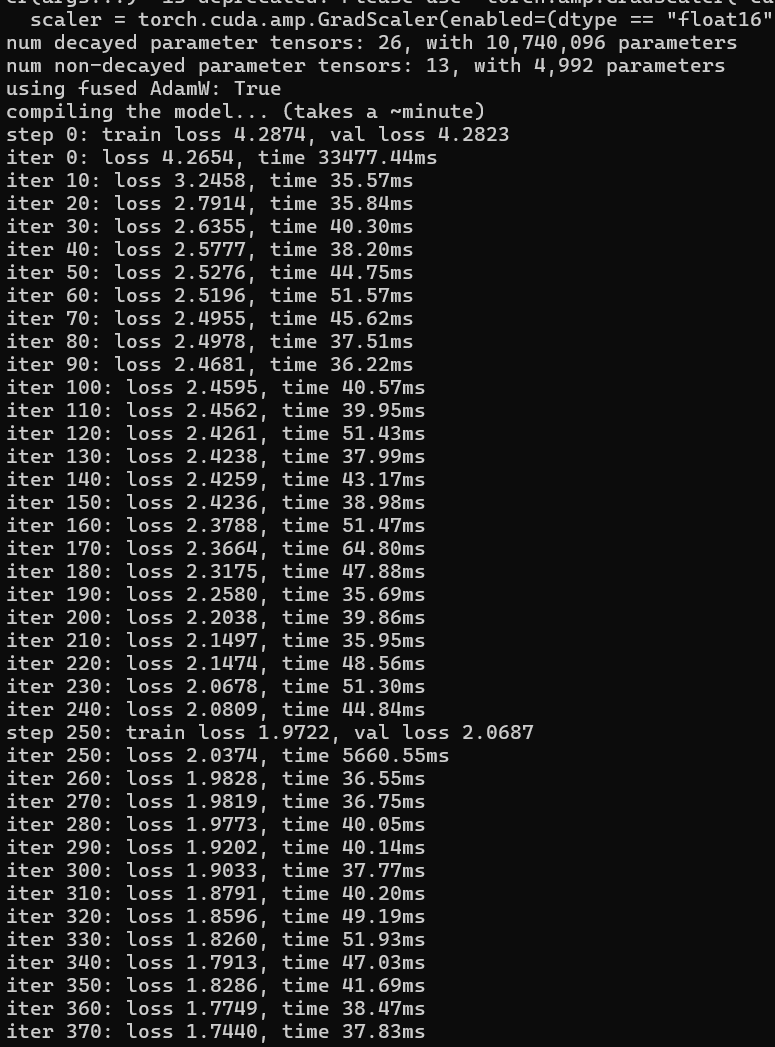 er(args...)` is deprecated. Please use `torch.amp.GradScaler('cu
scaler = torch.cuda.amp.GradScaler(enabled=(dtype == "float16"
num decayed parameter tensors: 26, with 10,740,096 parameters
num non-decayed parameter tensors: 13, with 4,992 parameters
using fused AdamW: True
compiling the model... (takes a ~minute)
step 0: train loss 4.2874, val loss 4.2823
iter 0: loss 4.2654, time 33477.44ms
iter 10: loss 3.2458, time 35.57ms
iter 20: loss 2.7914, time 35.84ms
iter 30: loss 2.6355, time 40.30ms
iter 40: loss 2.5777, time 38.20ms
iter 50: loss 2.5276, time 44.75ms
iter 60: loss 2.5196, time 51.57ms
iter 70: loss 2.4955, time 45.62ms
iter 80: loss 2.4978, time 37.51ms
iter 90: loss 2.4681, time 36.22ms
iter 100: loss 2.4595, time 40.57ms
iter 110: loss 2.4562, time 39.95ms
iter 120: loss 2.4261, time 51.43ms
iter 130: loss 2.4238, time 37.99ms
iter 140: loss 2.4259, time 43.17ms
iter 150: loss 2.4236, time 38.98ms
iter 160: loss 2.3788, time 51.47ms
iter 170: loss 2.3664, time 64.80ms
iter 180: loss 2.3175, time 47.88ms
iter 190: loss 2.2580, time 35.69ms
iter 200: loss 2.2038, time 39.86ms
iter 210: loss 2.1497, time 35.95ms
iter 220: loss 2.1474, time 48.56ms
iter 230: loss 2.0678, time 51.30ms
iter 240: loss 2.0809, time 44.84ms
step 250: train loss 1.9722, val loss 2.0687
iter 250: loss 2.0374, time 5660.55ms
iter 260: loss 1.9828, time 36.55ms
iter 270: loss 1.9819, time 36.75ms
iter 280: loss 1.9773, time 40.05ms
iter 290: loss 1.9202, time 40.14ms
iter 300: loss 1.9033, time 37.77ms
iter 310: loss 1.8791, time 40.20ms
iter 320: loss 1.8596, time 49.19ms
iter 330: loss 1.8260, time 51.93ms
iter 340: loss 1.7913, time 47.03ms
iter 350: loss 1.8286, time 41.69ms
iter 360: loss 1.7749, time 38.47ms
iter 370: loss 1.7440, time 37.83ms